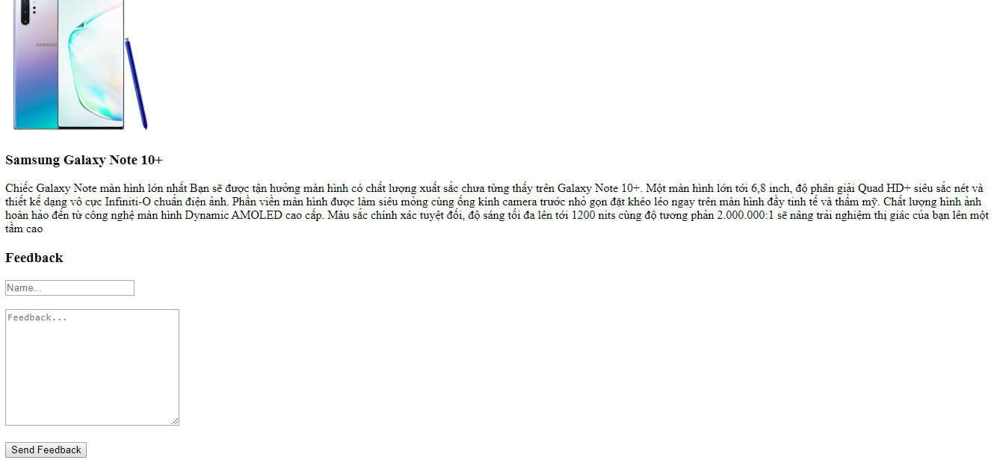 SAMSUNG
Samsung Galaxy Note 10+
Chiếc Galaxy Note màn hình lớn nhất Bạn sẽ được tận hưởng màn hình có chất lượng xuất sắc chưa từng thấy trên Galaxy Note 10+. Một màn hình lớn tới 6,8 inch, độ phân giải Quad HD+ siêu sắc nét và
thiết kế dạng vô cực Infiniti-O chuẩn điện ảnh. Phần viền màn hình được làm siêu mỏng cùng ống kính camera trước nhỏ gọn đặt khéo léo ngay trên màn hình đầy tinh tế và thẩm mỹ. Chất lượng hình ảnh
hoàn hảo đến từ công nghệ màn hình Dynamic AMOLED cao cấp. Màu sắc chính xác tuyệt đối, độ sáng tối đa lên tới 1200 nits cùng độ tương phản 2.000.000:1 sẽ nâng trải nghiệm thị giác của bạn lên một
tầm cao
Feedback
Name...
Feedback...
Send Feedback